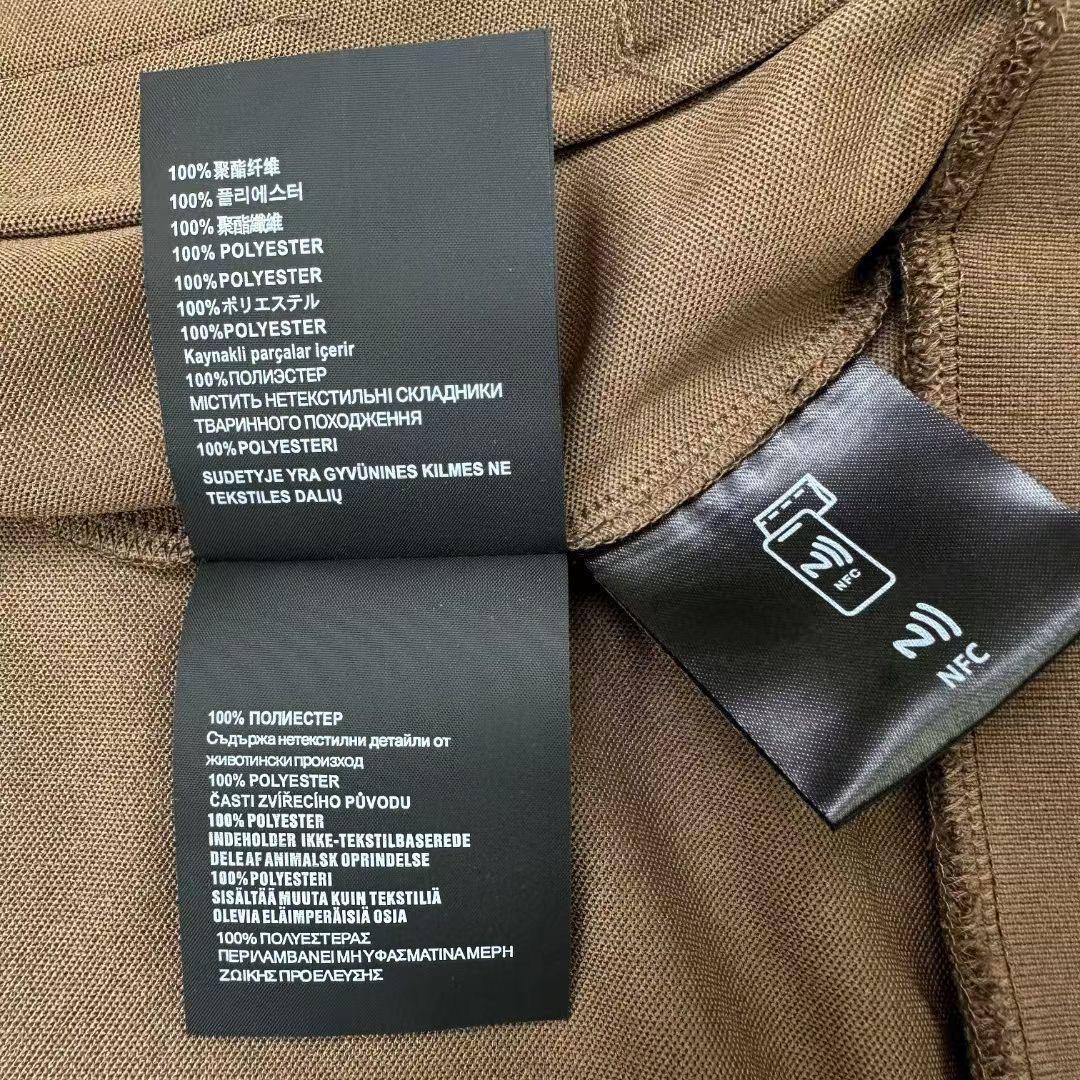 100%聚酯纤维
100% 플리에스터
100% 聚酯纖維
100% POLYESTER
100% POLYESTER
100%ポリエステル
100%POLYESTER
Kaynakli parçalar içerir
100%ПОЛИЭСТЕР
МІСТИТЬ НЕТЕКСТИЛЬНІ СКЛАДНИКИ
ТВАРИННОГО ПОХОДЖЕННЯ
100%POLYESTERI
SUDETYJE YRA GYVŪNINES KILMES NE
TEKSTILES DALIŲ
100% ПОЛИЕСТЕР
Съдържа нетекстилни детайли от
животински произход
100% POLYESTER
ČASTI ZVÍŘECÍHO PŮVODU
100% POLYESTER
INDEHOLDER IKKE-TEKSTILBASEREDE
DELE AF ANIMALSK OPRINDELSE
100%POLYESTERI
SISÄLTÄÄ MUUTA KUIN TEKSTILIÄ
OLEVIA ELÄIMPERÄISIÄ OSIA
100% ΠΟΛΥΕΣΤΕΡΑΣ
ΠΕΡΙΛΑΜΒΑΝΕΙ ΜΗ ΥΦΑΣΜΑΤΙΝΑ ΜΕΡΗ
ΖΩΙΚΗΣ ΠΡΟΕΛΕΥΣΗΣ
NFC
NFC